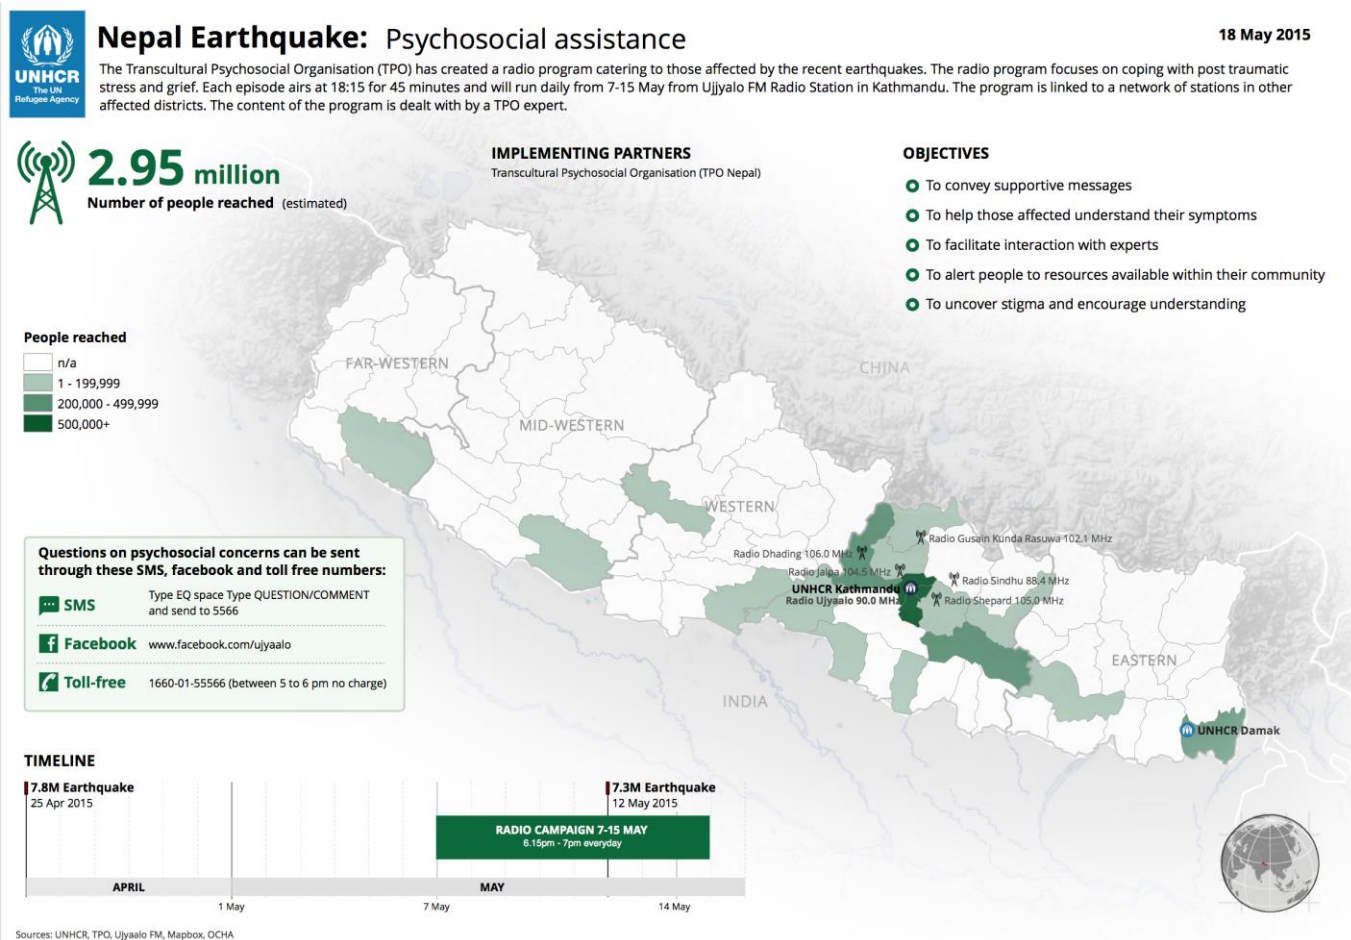 UNHCR
The UN
Refugee Agency
Nepal Earthquake: Psychosocial assistance
18 May 2015
The Transcultural Psychosocial Organisation (TPO) has created a radio program catering to those affected by the recent earthquakes. The radio program focuses on coping with post traumatic
stress and grief. Each episode airs at 18:15 for 45 minutes and will run daily from 7-15 May from Ujjyalo FM Radio Station in Kathmandu. The program is linked to a network of stations in other
affected districts. The content of the program is dealt with by a TPO expert.
2.95 million
Number of people reached (estimated)
IMPLEMENTING PARTNERS
Transcultural Psychosocial Organisation (TPO Nepal)
OBJECTIVES
To convey supportive messages
To help those affected understand their symptoms
To facilitate interaction with experts
To alert people to resources available within their community
To uncover stigma and encourage understanding
People reached
n/a
1 - 199,999
200,000 - 499,999
500,000+
FAR-WESTERN
MID-WESTERN
WESTERN
CHINA
Radio Gusain Kunda Rasuwa 102.1 MHz
Radio Dhading 106.0 MHz
Radio Jalpa 104.5 MHz
Radio Sindhu 88.4 MHz
UNHCR Kathmandu
Radio Ujyaalo 90.0 MHz
Radio Shepard 105.0 MHz
EASTERN
INDIA
UNHCR Damak
Questions on psychosocial concerns can be sent
through these SMS, facebook and toll free numbers:
SMS
Type EQ space Type QUESTION/COMMENT
and send to 5566
Facebook www.facebook.com/ujyaalo
Toll-free 1660-01-55566 (between 5 to 6 pm no charge)
TIMELINE
7.8M Earthquake
25 Apr 2015
7.3M Earthquake
12 May 2015
RADIO CAMPAIGN 7-15 MAY
6.15pm - 7pm everyday
APRIL
MAY
1 May
7 May
14 May
Sources: UNHCR, TPO, Ujyaalo FM, Mapbox, OCHA